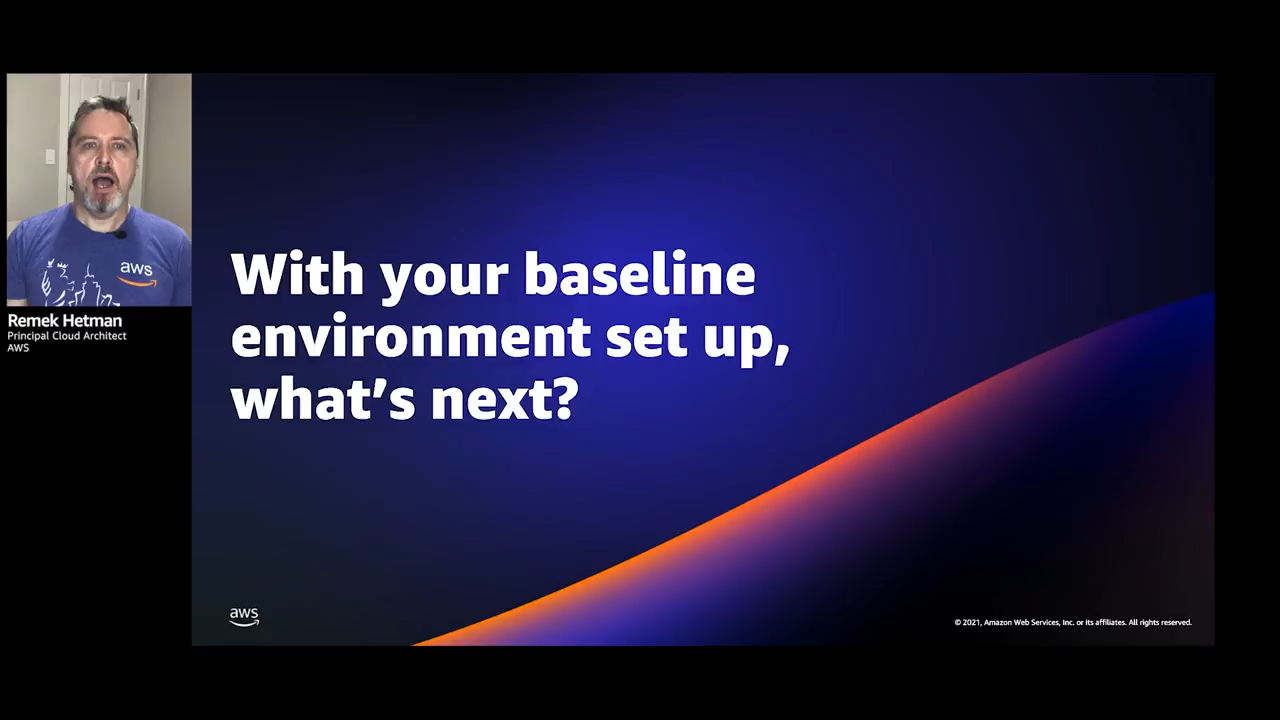 aws
Remek Hetman
Principal Cloud Architect
AWS
With your baseline
environment set up,
what's next?
aws
© 2021, Amazon Web Services, Inc. or its affiliates. All rights reserved.